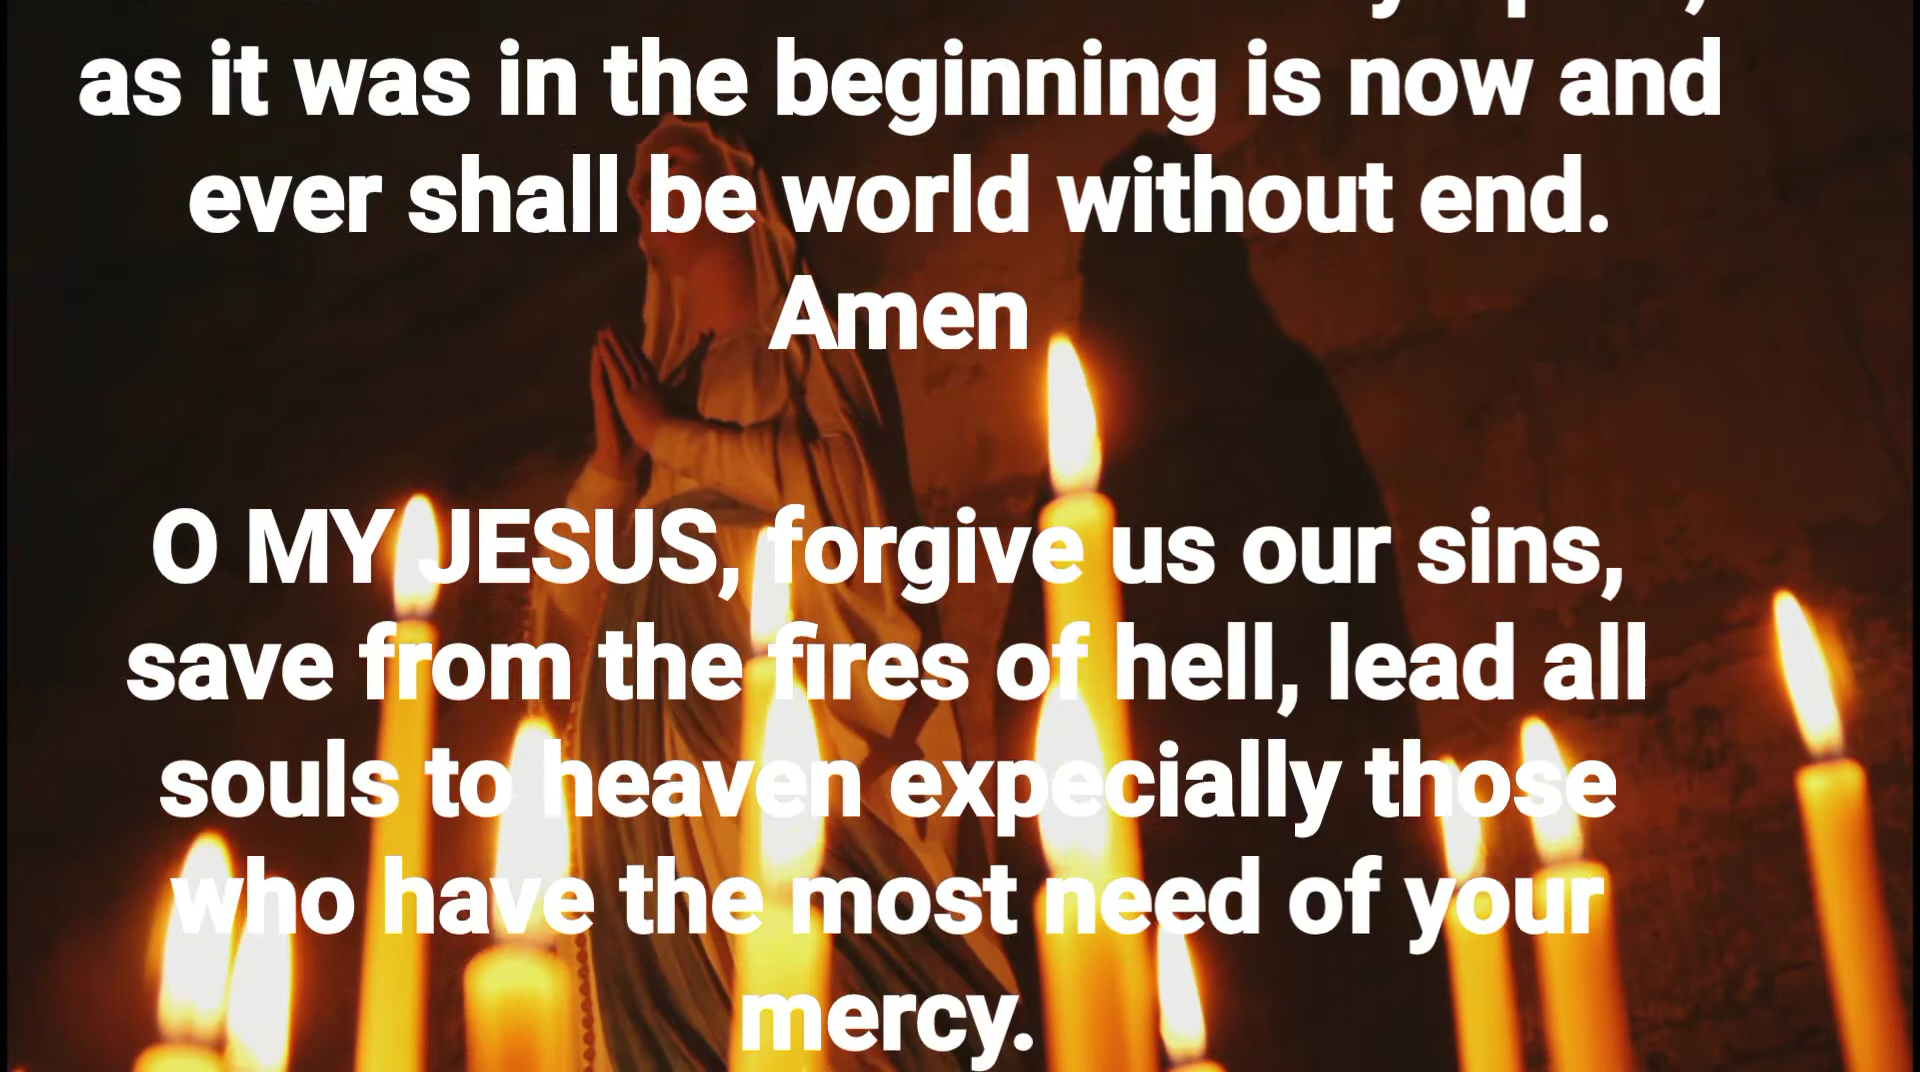 as it was in the beginning is now and
ever shall be world without end.
Amen
O MY JESUS, forgive us our sins,
save from the fires of hell, lead all
souls to heaven expecially those
who have the most need of your
mercy.